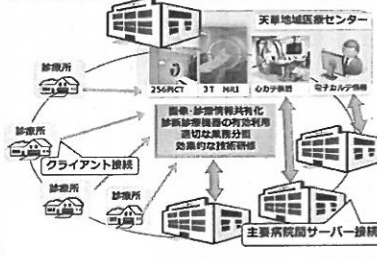 天草地域医療センター
256列CT
3T MRI
心カテ装置
電子カルテ情報
診療所
診療所
画像・診療情報共有化
診断診療機器の有効利用
適切な業務分担
効果的な技術研修
診療所
クライアント接続
診療所
診療所
主要病院間サーバー接続